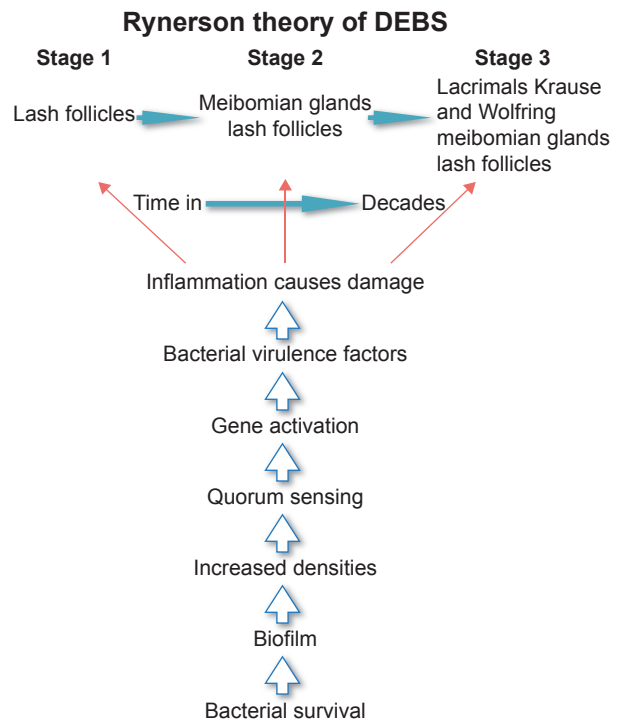 Rynerson theory of DEBS
Stage 1
Stage 2
Stage 3
Lash follicles
Meibomian glands
lash follicles
Lacrimals Krause
and Wolfring
meibomian glands
lash follicles
Time in
Decades
Inflammation causes damage
Bacterial virulence factors
Gene activation
Quorum sensing
Increased densities
Biofilm
Bacterial survival